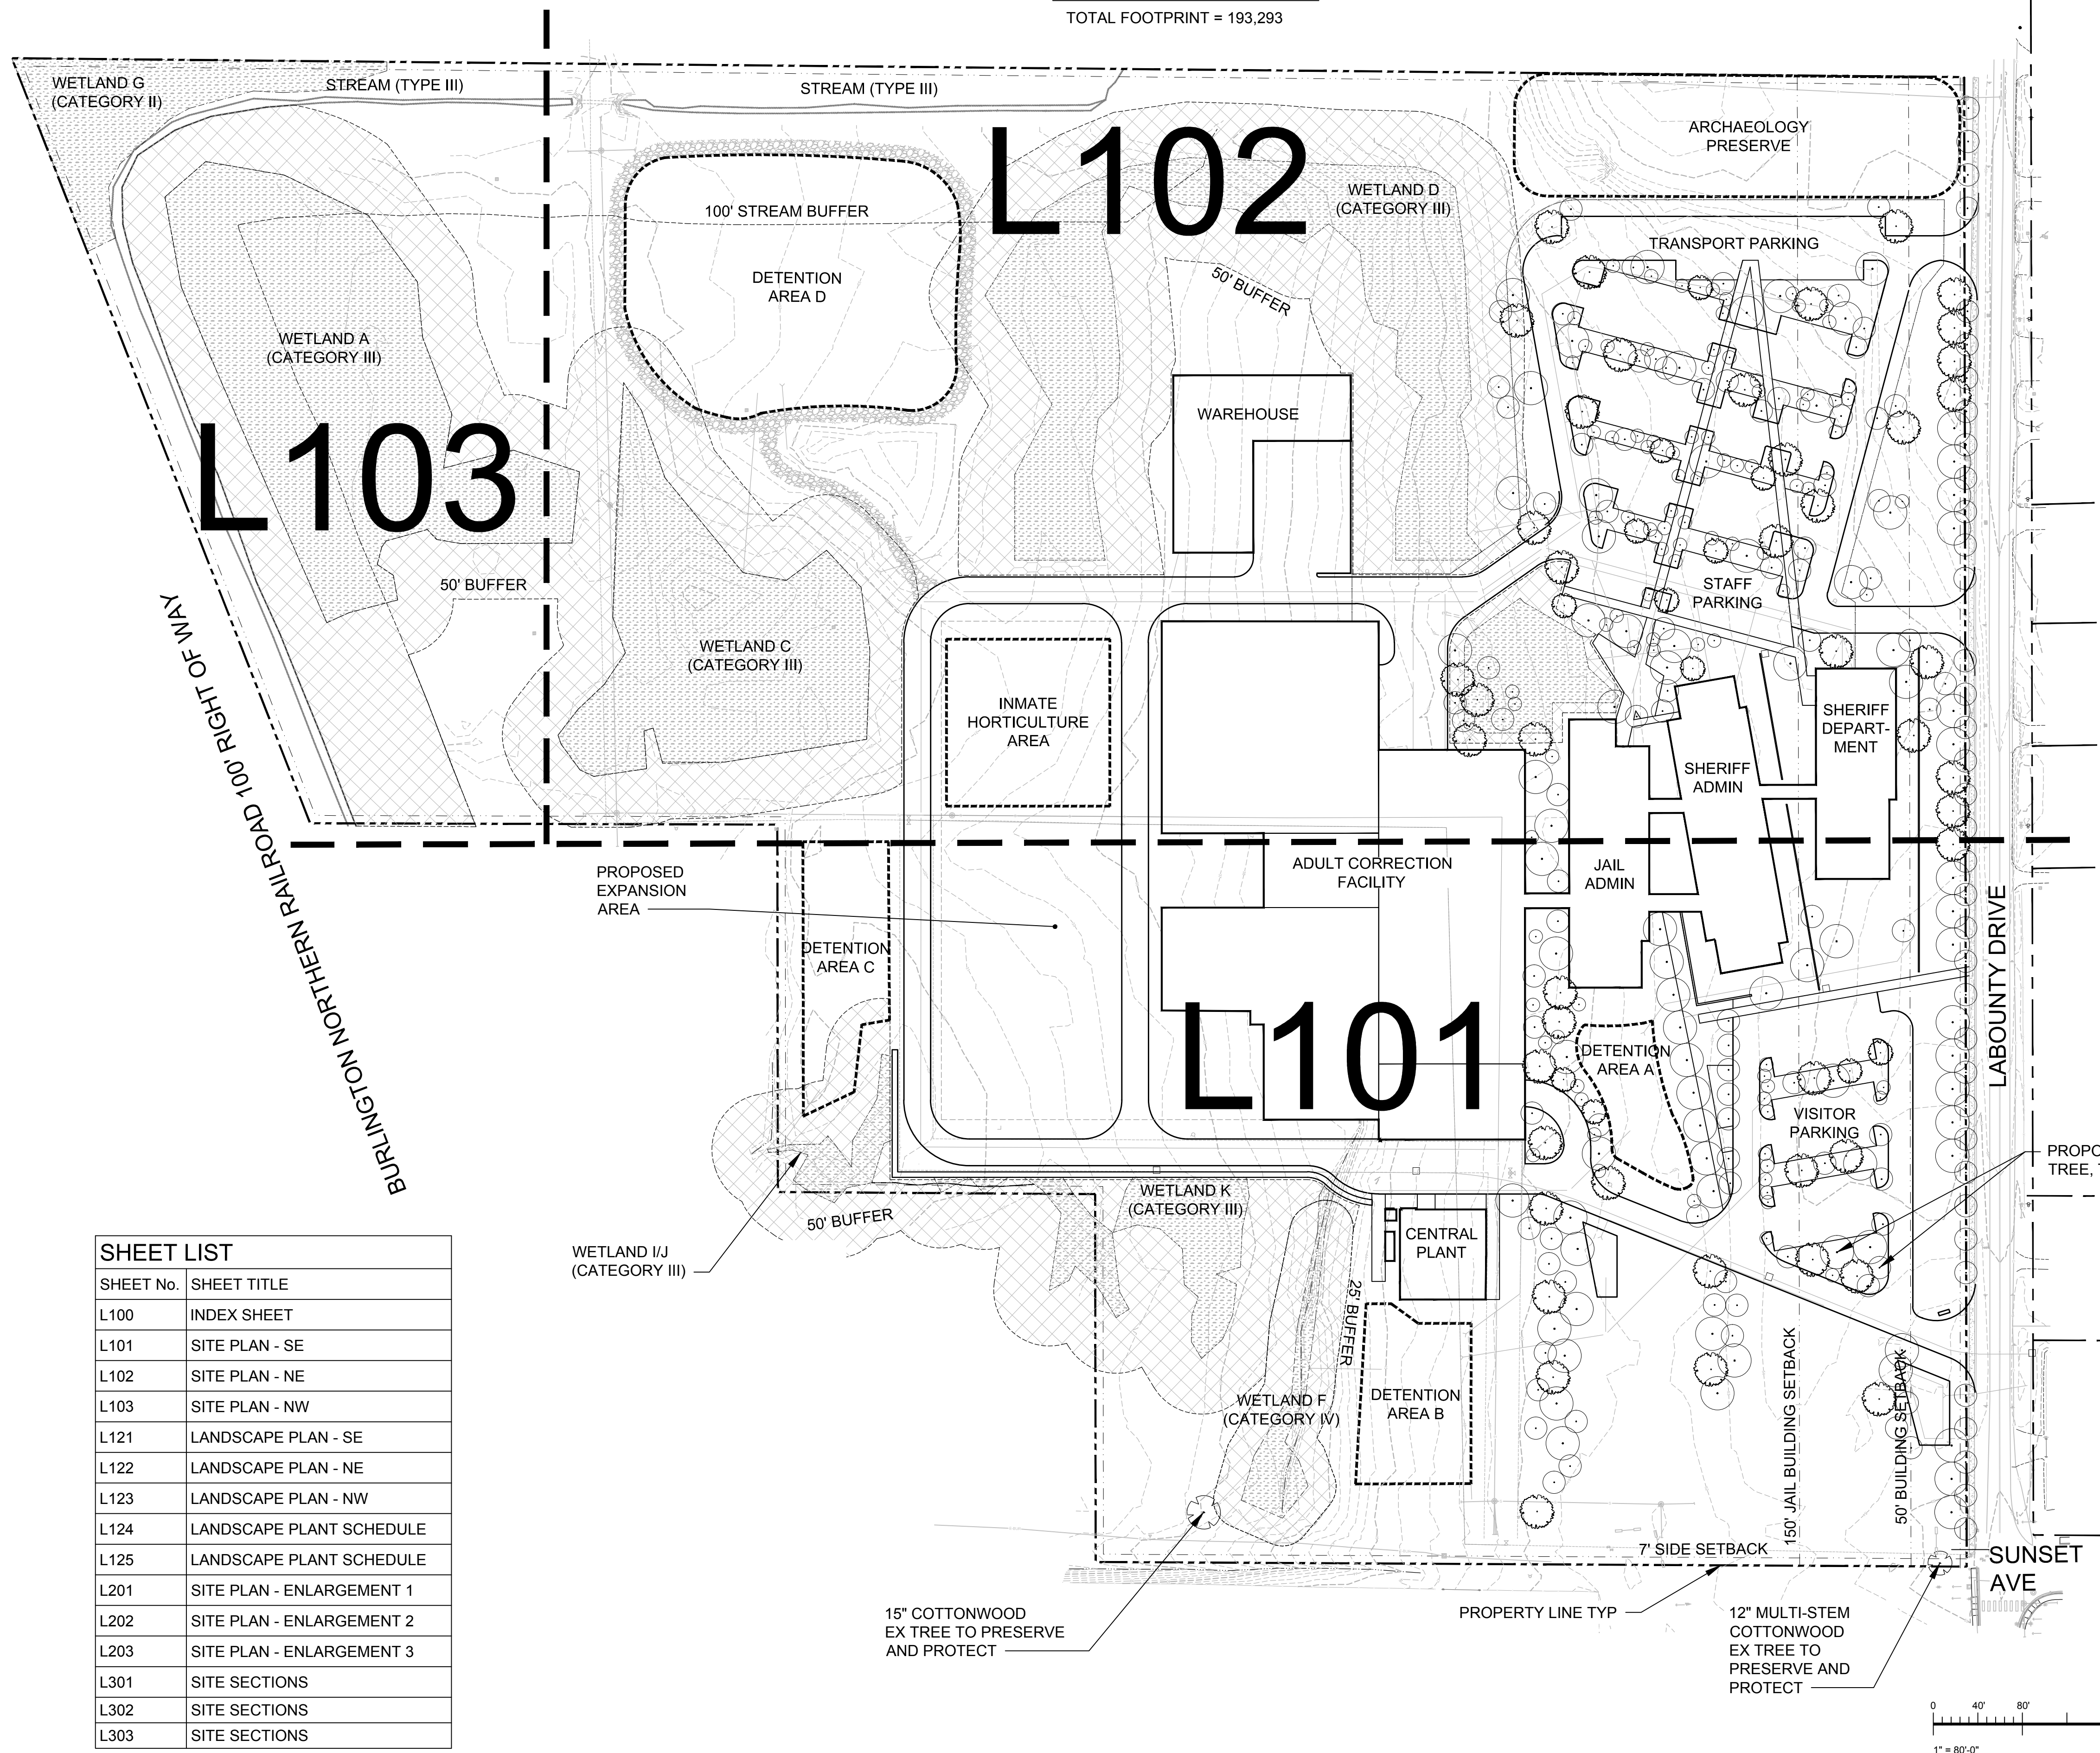 TOTAL FOOTPRINT = 193,293
WETLAND G
(CATEGORY II)
STREAM (TYPE III)
STREAM (TYPE III)
ARCHAEOLOGY
PRESERVE
L102
WETLAND D
(CATEGORY III)
100' STREAM BUFFER
TRANSPORT PARKING
DETENTION
AREA D
50' BUFFER
WETLAND A
(CATEGORY III)
WAREHOUSE
L103
50' BUFFER
STAFF
PARKING
WETLAND C
(CATEGORY III)
INMATE
HORTICULTURE
AREA
SHERIFF
DEPART-
MENT
SHERIFF
ADMIN
BURLINGTON NORTHERN RAILROAD 100' RIGHT OF WAY
PROPOSED
EXPANSION
AREA
ADULT CORRECTION
FACILITY
JAIL
ADMIN
LABOUNTY DRIVE
DETENTION
AREA C
L101
DETENTION
AREA A
VISITOR
PARKING
TREE,
WETLAND K
(CATEGORY III)
50' BUFFER
WETLAND I/J
(CATEGORY III)
CENTRAL
PLANT
25' BUFFER
WETLAND F
(CATEGORY IV)
DETENTION
AREA B
150' JAIL BUILDING SETBACK
50' BUILDING SETBACK
7' SIDE SETBACK
SUNSET
AVE
15" COTTONWOOD
EX TREE TO PRESERVE
AND PROTECT
PROPERTY LINE TYP
12" MULTI-STEM
COTTONWOOD
EX TREE TO
PRESERVE AND
PROTECT
0 40' 80'
1" = 80'-0"
SHEET LIST
SHEET No. SHEET TITLE
L100 INDEX SHEET
L101 SITE PLAN - SE
L102 SITE PLAN - NE
L103 SITE PLAN - NW
L121 LANDSCAPE PLAN - SE
L122 LANDSCAPE PLAN - NE
L123 LANDSCAPE PLAN - NW
L124 LANDSCAPE PLANT SCHEDULE
L125 LANDSCAPE PLANT SCHEDULE
L201 SITE PLAN - ENLARGEMENT 1
L202 SITE PLAN - ENLARGEMENT 2
L203 SITE PLAN - ENLARGEMENT 3
L301 SITE SECTIONS
L302 SITE SECTIONS
L303 SITE SECTIONS